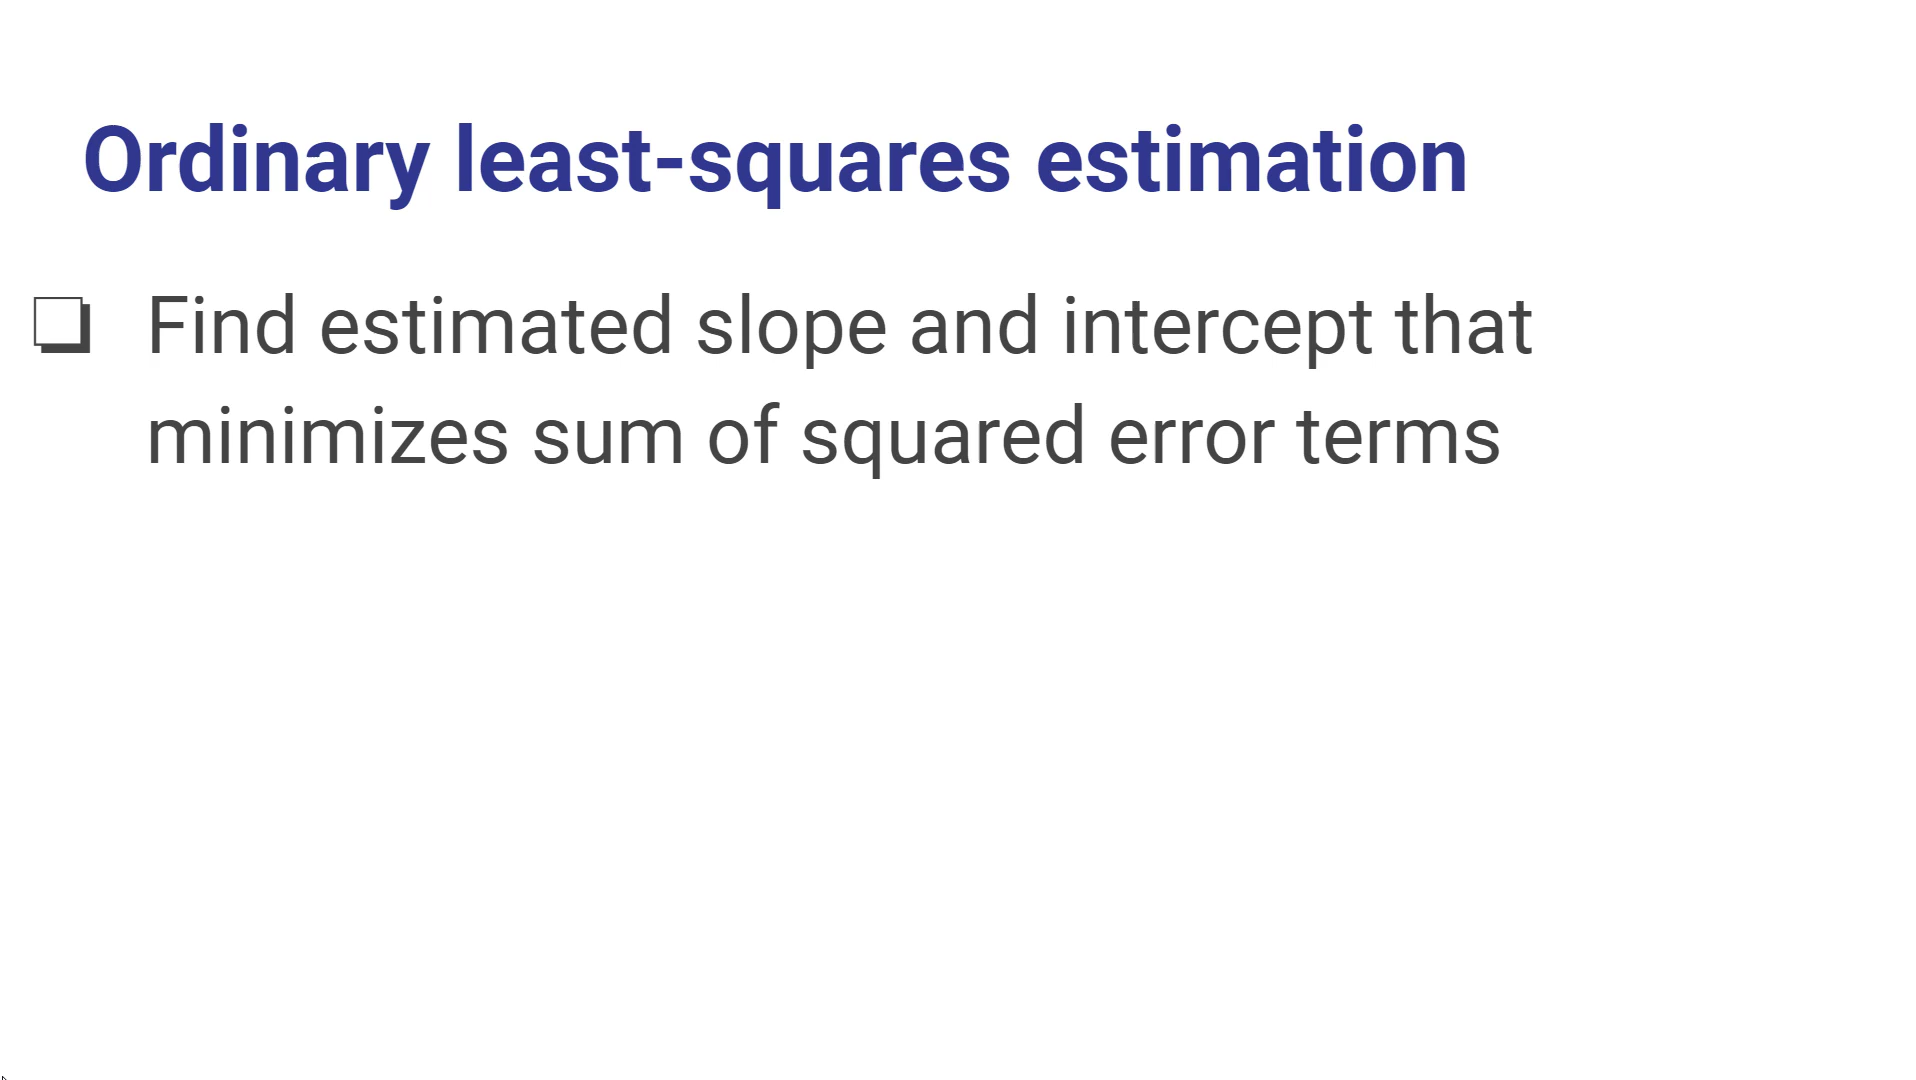 Ordinary least-squares estimation
❏ Find estimated slope and intercept that
minimizes sum of squared error terms